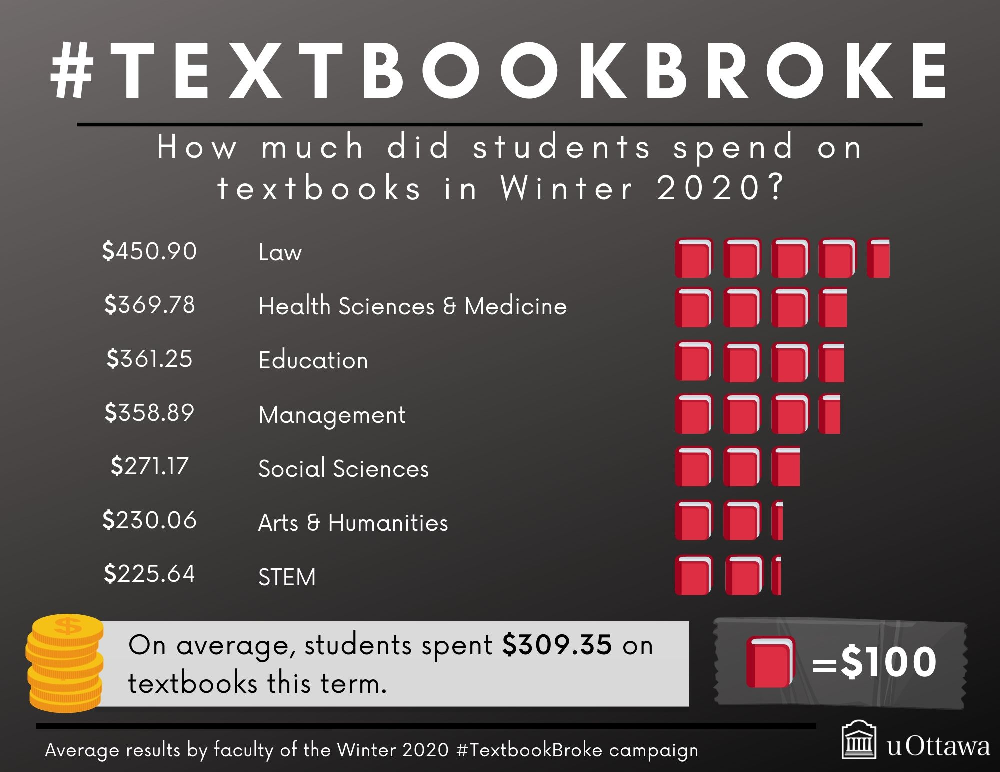 #TEXTBOOKBROKE
How much did students spend on
textbooks in Winter 2020?
$450.90 Law
$369.78 Health Sciences & Medicine
$361.25 Education
$358.89 Management
$271.17 Social Sciences
$230.06 Arts & Humanities
$225.64 STEM
$
On average, students spent $309.35 on
textbooks this term.
=$100
Average results by faculty of the Winter 2020 #TextbookBroke campaign
uOttawa